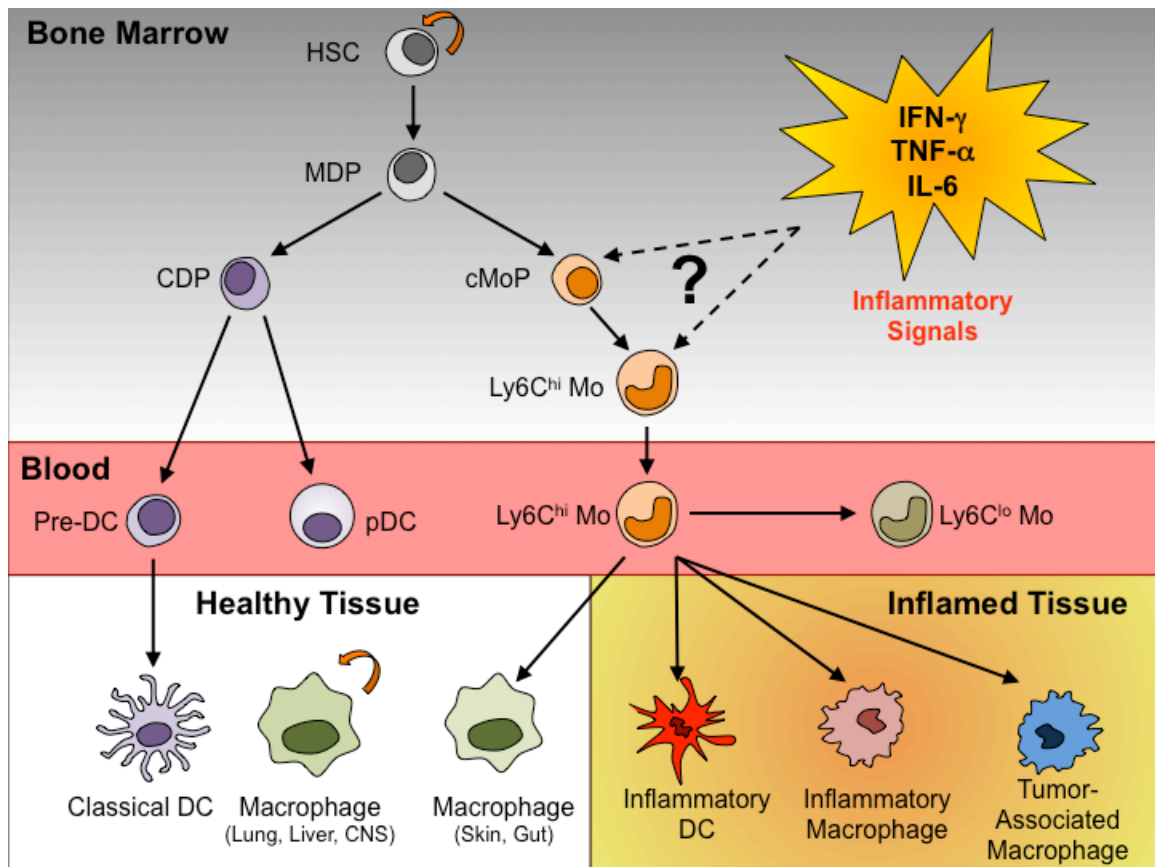 Bone Marrow
HSC
IFN-γ
TNF-α
IL-6
MDP
CDP
cMoP
?
Inflammatory
Signals
Ly6Chi Mo
Blood
Pre-DC
pDC
Ly6Chi Mo
Ly6Clo Mo
Healthy Tissue
Inflamed Tissue
Classical DC
Macrophage
(Lung, Liver, CNS)
Macrophage
(Skin, Gut)
Inflammatory
DC
Inflammatory
Macrophage
Tumor-
Associated
Macrophage